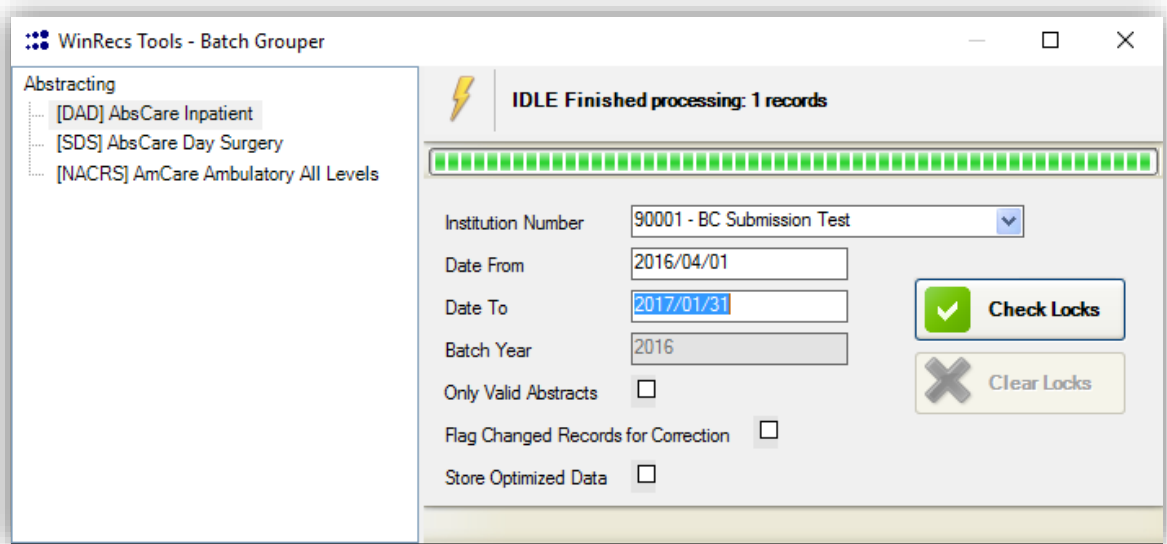 WinRecs Tools - Batch Grouper
Abstracting
[DAD] AbsCare Inpatient
[SDS] AbsCare Day Surgery
[NACRS] AmCare Ambulatory All Levels
IDLE Finished processing: 1 records
Institution Number 90001 - BC Submission Test
Date From 2016/04/01
Date To 2017/01/31
Batch Year 2016
Only Valid Abstracts
Flag Changed Records for Correction
Store Optimized Data
Check Locks
Clear Locks